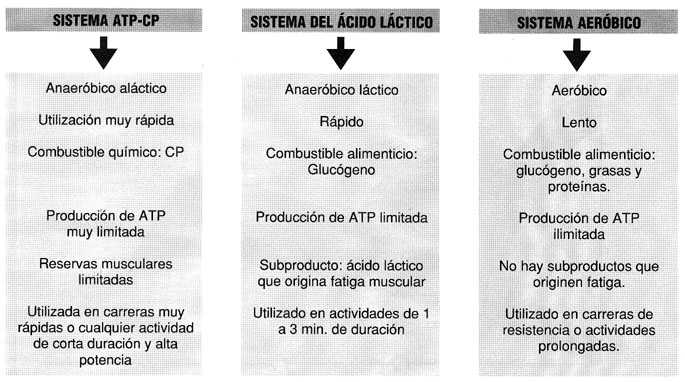 SISTEMA ATP-CP
Anaeróbico aláctico
Utilización muy rápida
Combustible químico: CP
Producción de ATP
muy limitada
Reservas musculares
limitadas
Utilizada en carreras muy
rápidas o cualquier actividad
de corta duración y alta
potencia
SISTEMA DEL ÁCIDO LÁCTICO
Anaeróbico láctico
Rápido
Combustible alimenticio:
Glucógeno
Producción de ATP limitada
Subproducto: ácido láctico
que origina fatiga muscular
Utilizado en actividades de 1
a 3 min. de duración
SISTEMA AERÓBICO
Aeróbico
Lento
Combustible alimenticio:
glucógeno, grasas y
proteínas.
Producción de ATP
ilimitada
No hay subproductos que
originen fatiga.
Utilizado en carreras de
resistencia o actividades
prolongadas.